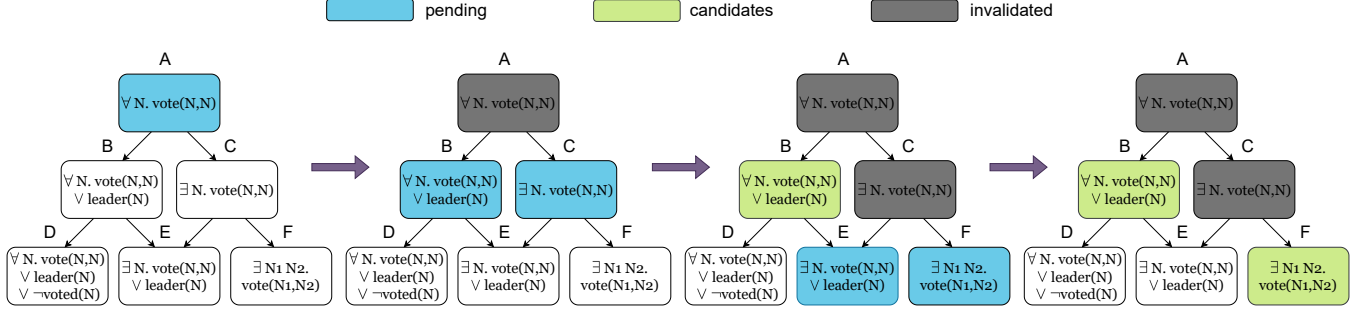 pending
candidates
invalidated
A
∀ N. vote(N,N)
B
C
∀ N. vote(N,N)
∨ leader(N)
∃ N. vote(N,N)
D
E
F
∀ N. vote(N,N)
∨ leader(N)
∨ ¬voted(N)
∃ N. vote(N,N)
∨ leader(N)
∃ N1 N2.
vote(N1,N2)
A
∀ N. vote(N,N)
B
C
∀ N. vote(N,N)
∨ leader(N)
∃ N. vote(N,N)
D
E
F
∀ N. vote(N,N)
∨ leader(N)
∨ ¬voted(N)
∃ N. vote(N,N)
∨ leader(N)
∃ N1 N2.
vote(N1,N2)
A
∀ N. vote(N,N)
B
C
∀ N. vote(N,N)
∨ leader(N)
∃ N. vote(N,N)
D
E
F
∀ N. vote(N,N)
∨ leader(N)
∨ ¬voted(N)
∃ N. vote(N,N)
∨ leader(N)
∃ N1 N2.
vote(N1,N2)
A
∀ N. vote(N,N)
B
C
∀ N. vote(N,N)
∨ leader(N)
∃ N. vote(N,N)
D
E
F
∀ N. vote(N,N)
∨ leader(N)
∨ ¬voted(N)
∃ N. vote(N,N)
∨ leader(N)
∃ N1 N2.
vote(N1,N2)